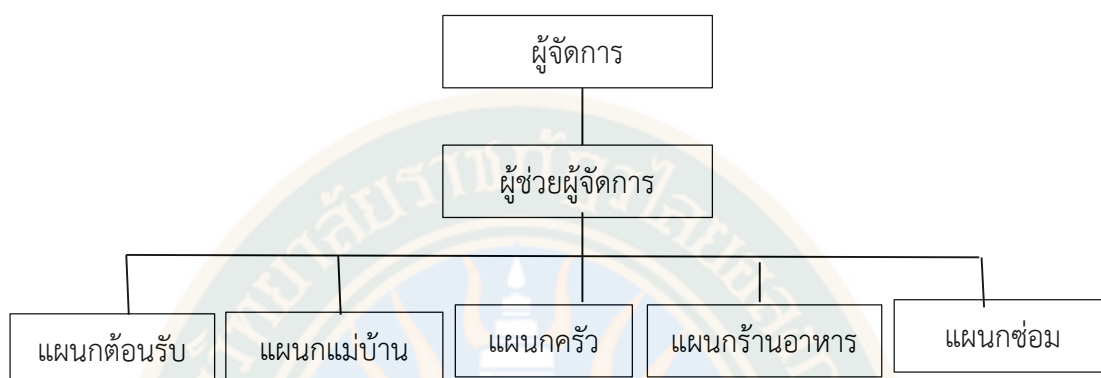 ผู้จัดการ
ผู้ช่วยผู้จัดการ
แผนกต้อนรับ
แผนกแม่บ้าน
แผนกครัว
แผนกร้านอาหาร
แผนกซ่อม